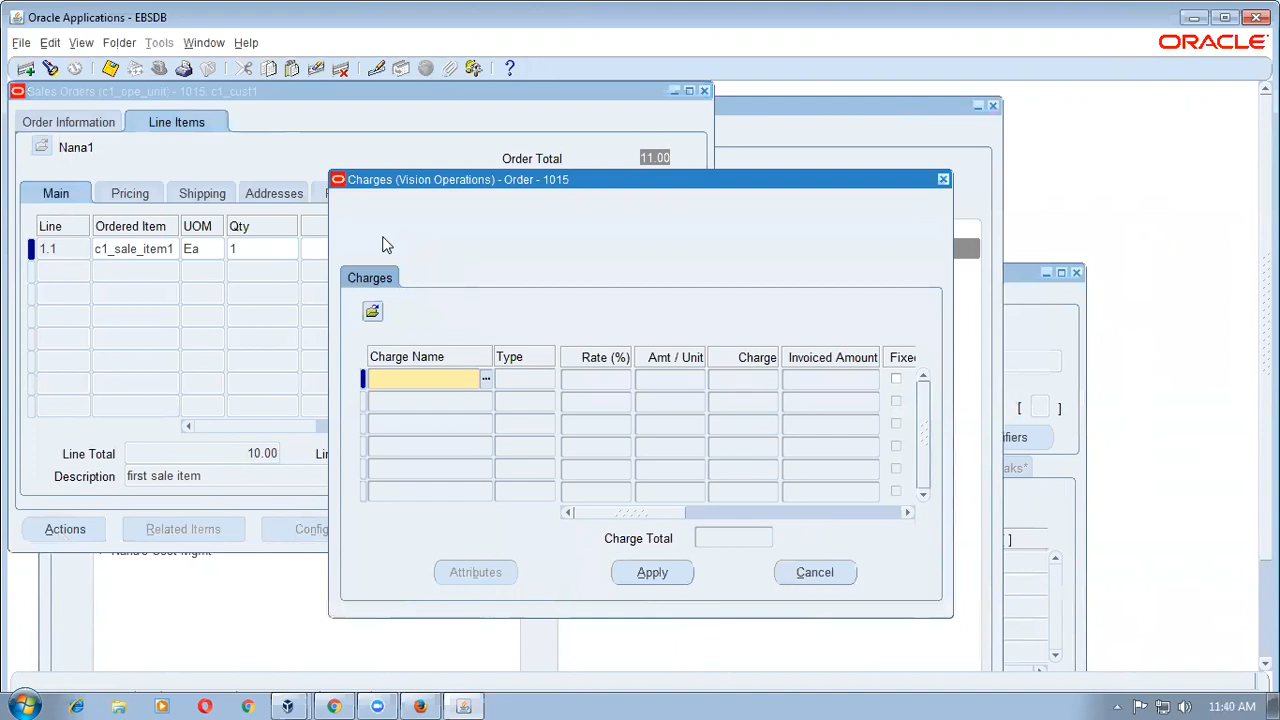 Oracle Applications - EBSDB
File Edit View Folder Tools Window Help
ORACLE
Sales Orders (c1_ope_unit) - 1015, c1_cust1
Order Information Line Items
Nana1
Order Total 11.00
Charges (Vision Operations) - Order - 1015
Main Pricing Shipping Addresses
Line Ordered Item UOM Qty
1.1 c1_sale_item1 Ea 1
Charges
Charge Name Type Rate (%) Amt / Unit Charge Invoiced Amount Fixed
[ ]
ifiers
Line Total 10.00
Description first sale item
aks*
Actions Related Items Config
Charge Total
[ ]
Attributes Apply Cancel
11:40 AM